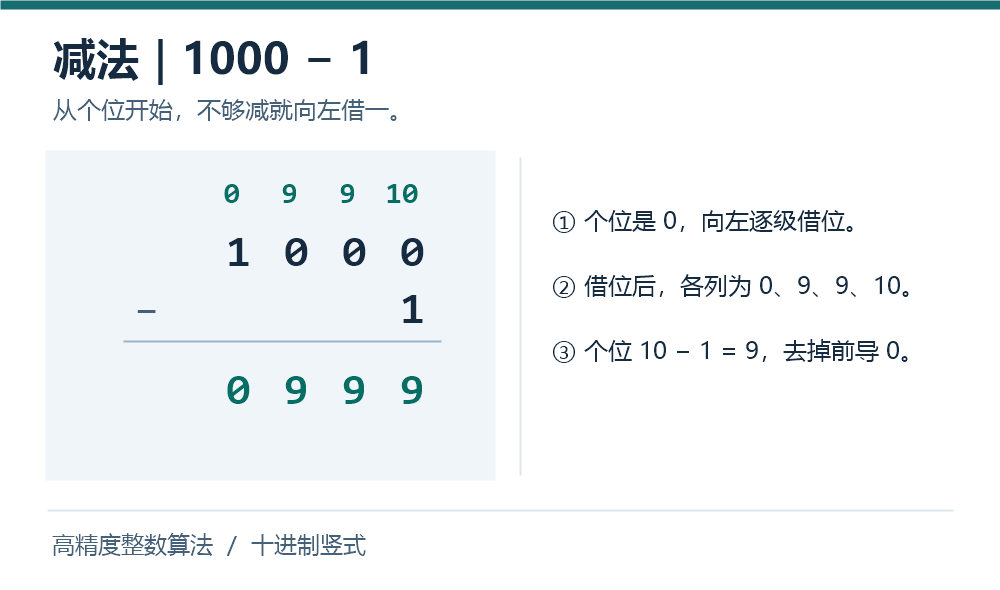 减法 | 1000 − 1
从个位开始，不够减就向左借一。
0 9 9 10
1 0 0 0
− 1
0 9 9 9
① 个位是 0，向左逐级借位。
② 借位后，各列为 0、9、9、10。
③ 个位 10 − 1 = 9，去掉前导 0。
高精度整数算法 / 十进制竖式